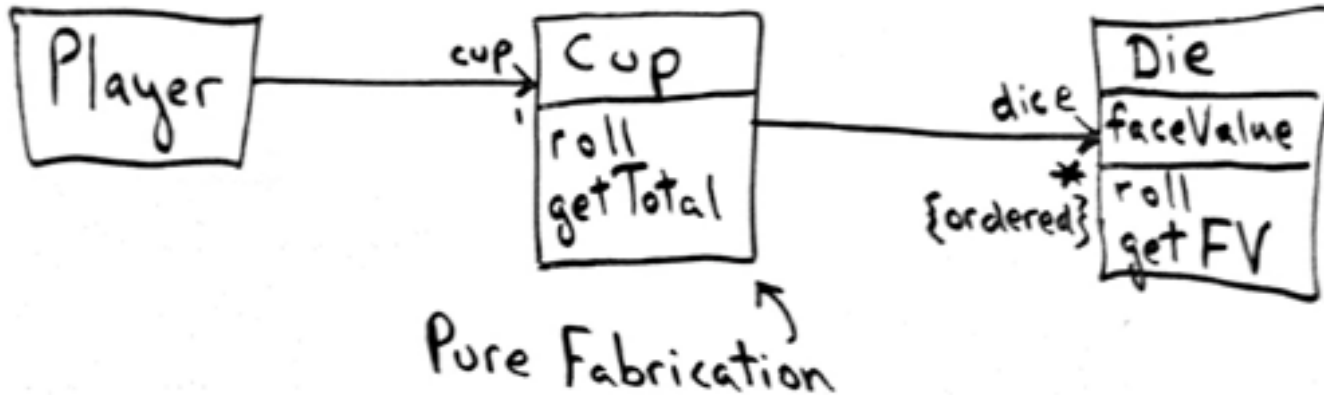 Player
cup
1
Cup
roll
getTotal
dice
*
{ordered}
Die
faceValue
roll
getFV
Pure Fabrication